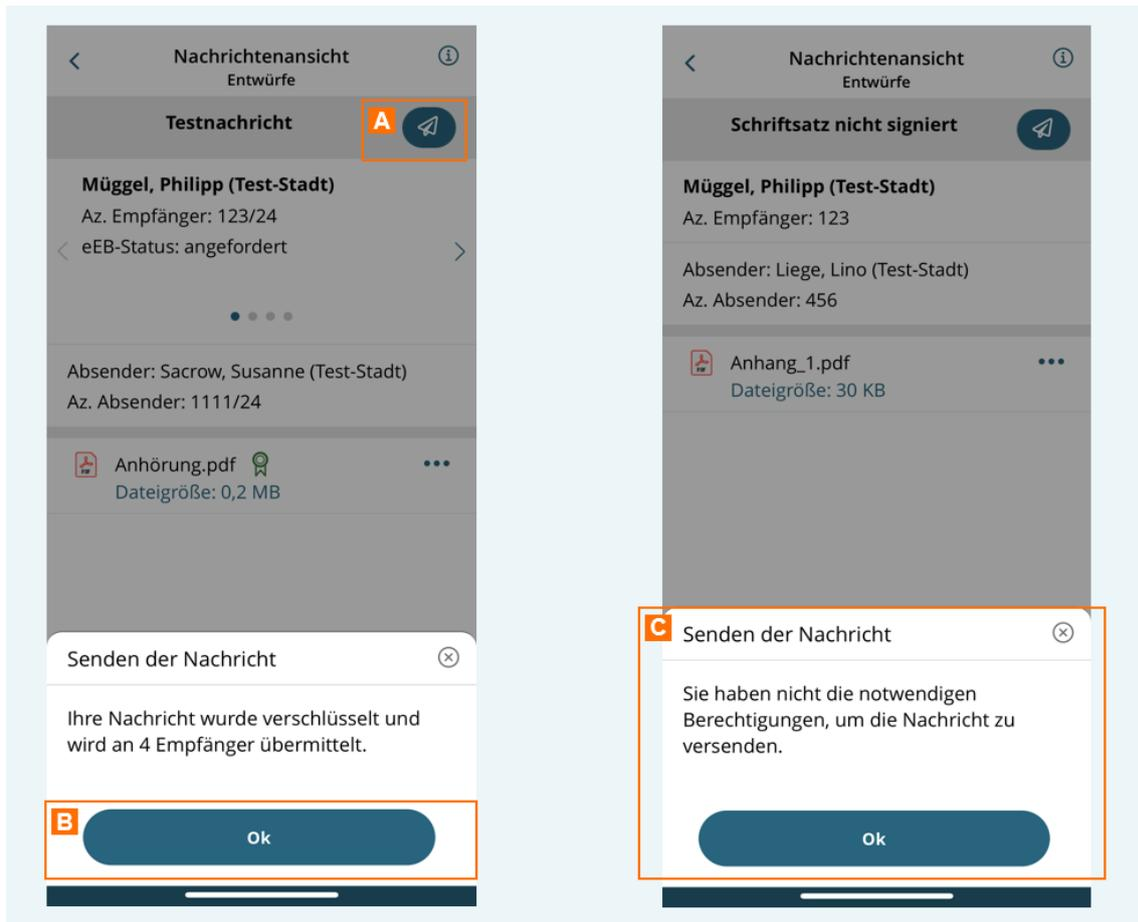 Nachrichtenansicht
Entwürfe
Testnachricht
A
Müggel, Philipp (Test-Stadt)
Az. Empfänger: 123/24
eEB-Status: angefordert
Absender: Sacrow, Susanne (Test-Stadt)
Az. Absender: 1111/24
PDF
Anhörung.pdf
Dateigröße: 0,2 MB
Senden der Nachricht
Ihre Nachricht wurde verschlüsselt und
wird an 4 Empfänger übermittelt.
B
Ok
Nachrichtenansicht
Entwürfe
Schriftsatz nicht signiert
Müggel, Philipp (Test-Stadt)
Az. Empfänger: 123
Absender: Liege, Lino (Test-Stadt)
Az. Absender: 456
PDF
Anhang_1.pdf
Dateigröße: 30 KB
C
Senden der Nachricht
Sie haben nicht die notwendigen
Berechtigungen, um die Nachricht zu
versenden.
Ok